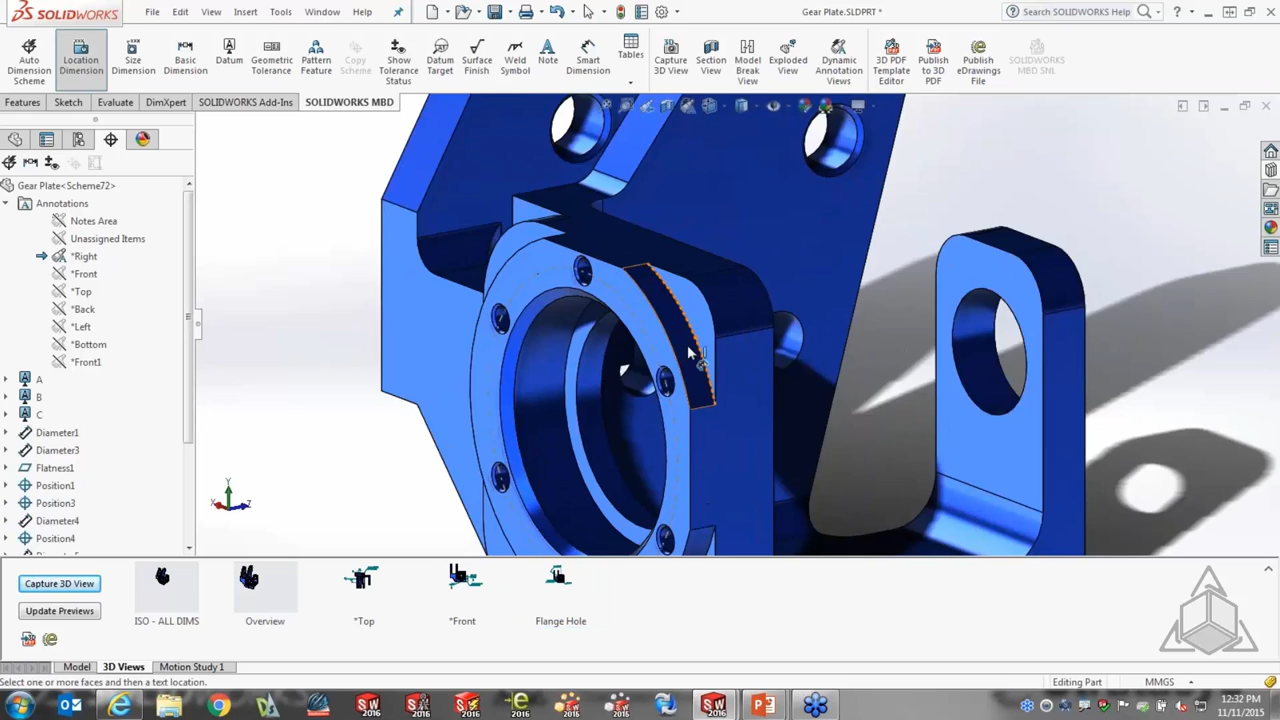 SOLIDWORKS File Edit View Insert Tools Window Help Gear Plate.SLDPRT * Search SOLIDWORKS Help ?
Auto Dimension Scheme
Location Dimension
Size Dimension
Basic Dimension
Datum
Geometric Tolerance
Pattern Feature
Copy Scheme
Show Tolerance Status
Datum Target
Surface Finish
Weld Symbol
Note
Smart Dimension
Tables
Capture 3D View
Section View
Model Break View
Exploded View
Dynamic Annotation Views
3D PDF Template Editor
Publish to 3D PDF
Publish eDrawings File
SOLIDWORKS MBD SNL
Features Sketch Evaluate DimXpert SOLIDWORKS Add-Ins SOLIDWORKS MBD
Gear Plate<Scheme72>
Annotations
Notes Area
Unassigned Items
*Right
*Front
*Top
*Back
*Left
*Bottom
*Front1
A
B
C
Diameter1
Diameter3
Flatness1
Position1
Position3
Diameter4
Position4
Y
X
Z
Capture 3D View
Update Previews
ISO - ALL DIMS Overview *Top *Front Flange Hole
Model 3D Views Motion Study 1
Select one or more faces and then a text location. Editing Part MMGS
12:32 PM
11/11/2015